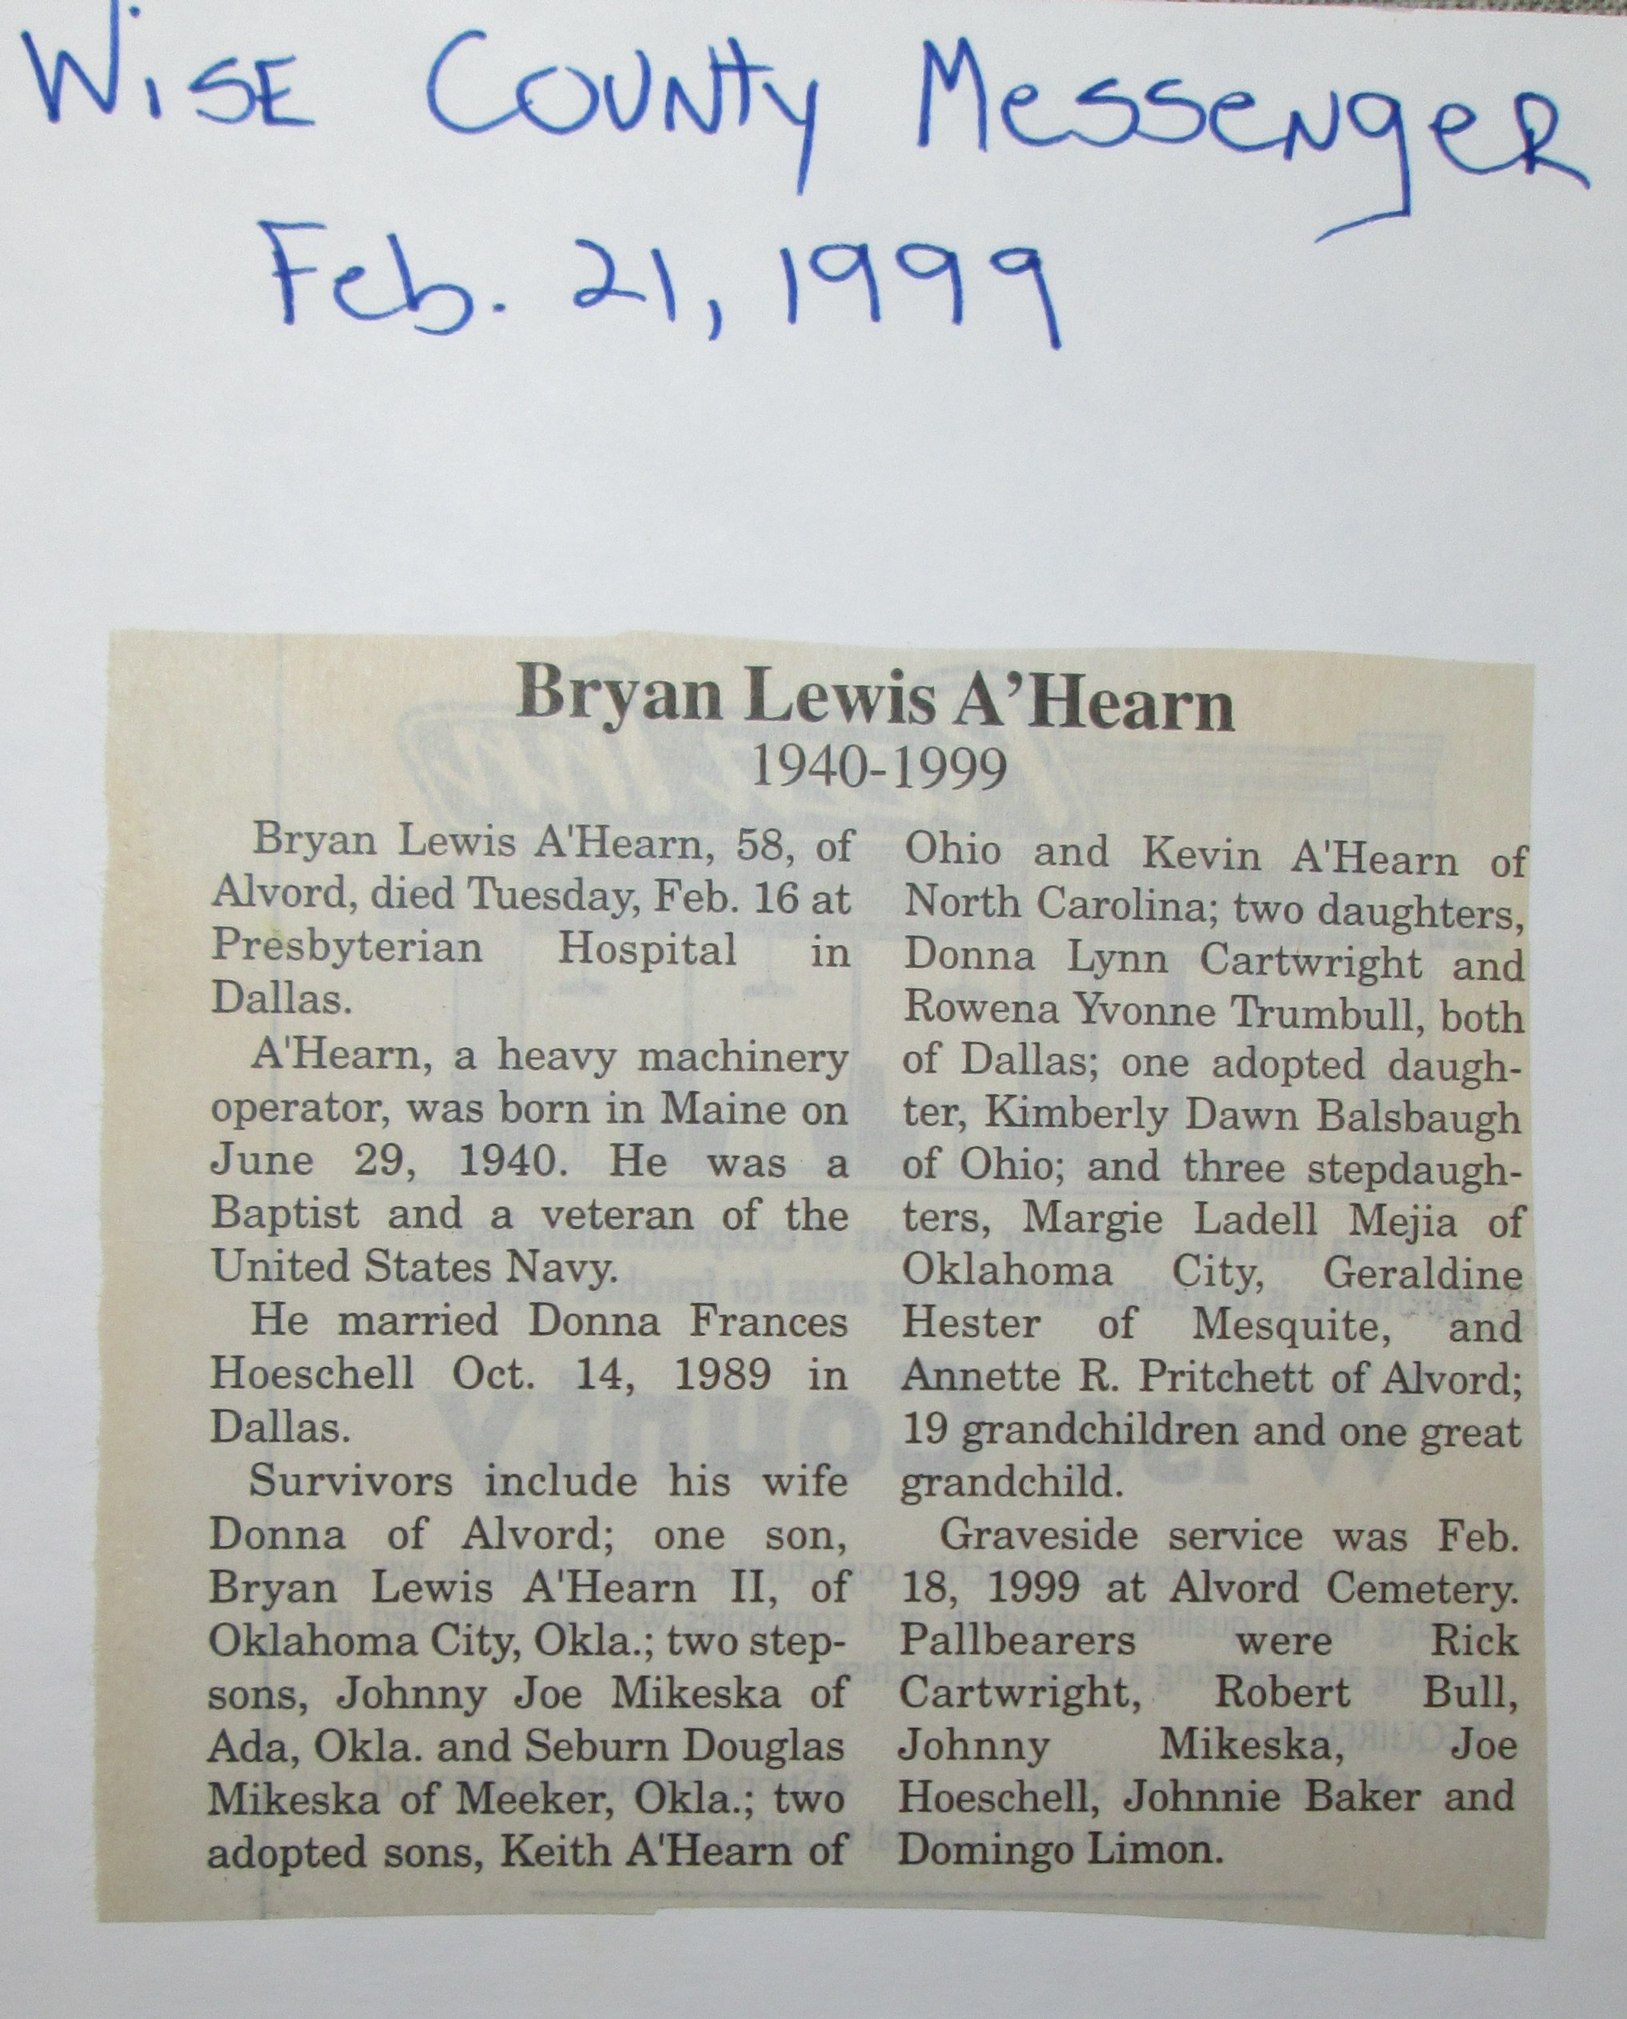 Wise County Messenger
Feb. 21, 1999
Bryan Lewis A’Hearn
1940-1999
Bryan Lewis A'Hearn, 58, of
Alvord, died Tuesday, Feb. 16 at
Presbyterian Hospital in
Dallas.
A'Hearn, a heavy machinery
operator, was born in Maine on
June 29, 1940. He was a
Baptist and a veteran of the
United States Navy.
He married Donna Frances
Hoeschell Oct. 14, 1989 in
Dallas.
Survivors include his wife
Donna of Alvord; one son,
Bryan Lewis A'Hearn II, of
Oklahoma City, Okla.; two step-
sons, Johnny Joe Mikeska of
Ada, Okla. and Seburn Douglas
Mikeska of Meeker, Okla.; two
adopted sons, Keith A'Hearn of
Ohio and Kevin A'Hearn of
North Carolina; two daughters,
Donna Lynn Cartwright and
Rowena Yvonne Trumbull, both
of Dallas; one adopted daugh-
ter, Kimberly Dawn Balsbaugh
of Ohio; and three stepdaugh-
ters, Margie Ladell Mejia of
Oklahoma City, Geraldine
Hester of Mesquite, and
Annette R. Pritchett of Alvord;
19 grandchildren and one great
grandchild.
Graveside service was Feb.
18, 1999 at Alvord Cemetery.
Pallbearers were Rick
Cartwright, Robert Bull,
Johnny Mikeska, Joe
Hoeschell, Johnnie Baker and
Domingo Limon.